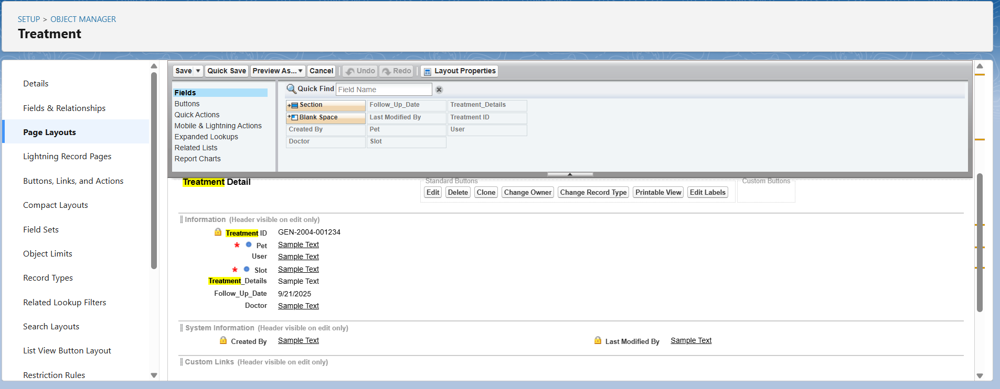 SETUP > OBJECT MANAGER
Treatment
Details
Fields & Relationships
Page Layouts
Lightning Record Pages
Buttons, Links, and Actions
Compact Layouts
Field Sets
Object Limits
Record Types
Related Lookup Filters
Search Layouts
List View Button Layout
Restriction Rules
Save Quick Save Preview As... Cancel Undo Redo Layout Properties
Fields
Buttons
Quick Actions
Mobile & Lightning Actions
Expanded Lookups
Related Lists
Report Charts
Quick Find Field Name
Section Follow_Up_Date Treatment_Details
Blank Space Last Modified By Treatment ID
Created By Pet User
Doctor Slot
Treatment Detail
Standard Buttons Custom Buttons
Edit Delete Clone Change Owner Change Record Type Printable View Edit Labels
Information (Header visible on edit only)
Treatment ID GEN-2004-001234
* Pet Sample Text
User Sample Text
* Slot Sample Text
Treatment_Details Sample Text
Follow_Up_Date 9/21/2025
Doctor Sample Text
System Information (Header visible on edit only)
Created By Sample Text Last Modified By Sample Text
Custom Links (Header visible on edit only)